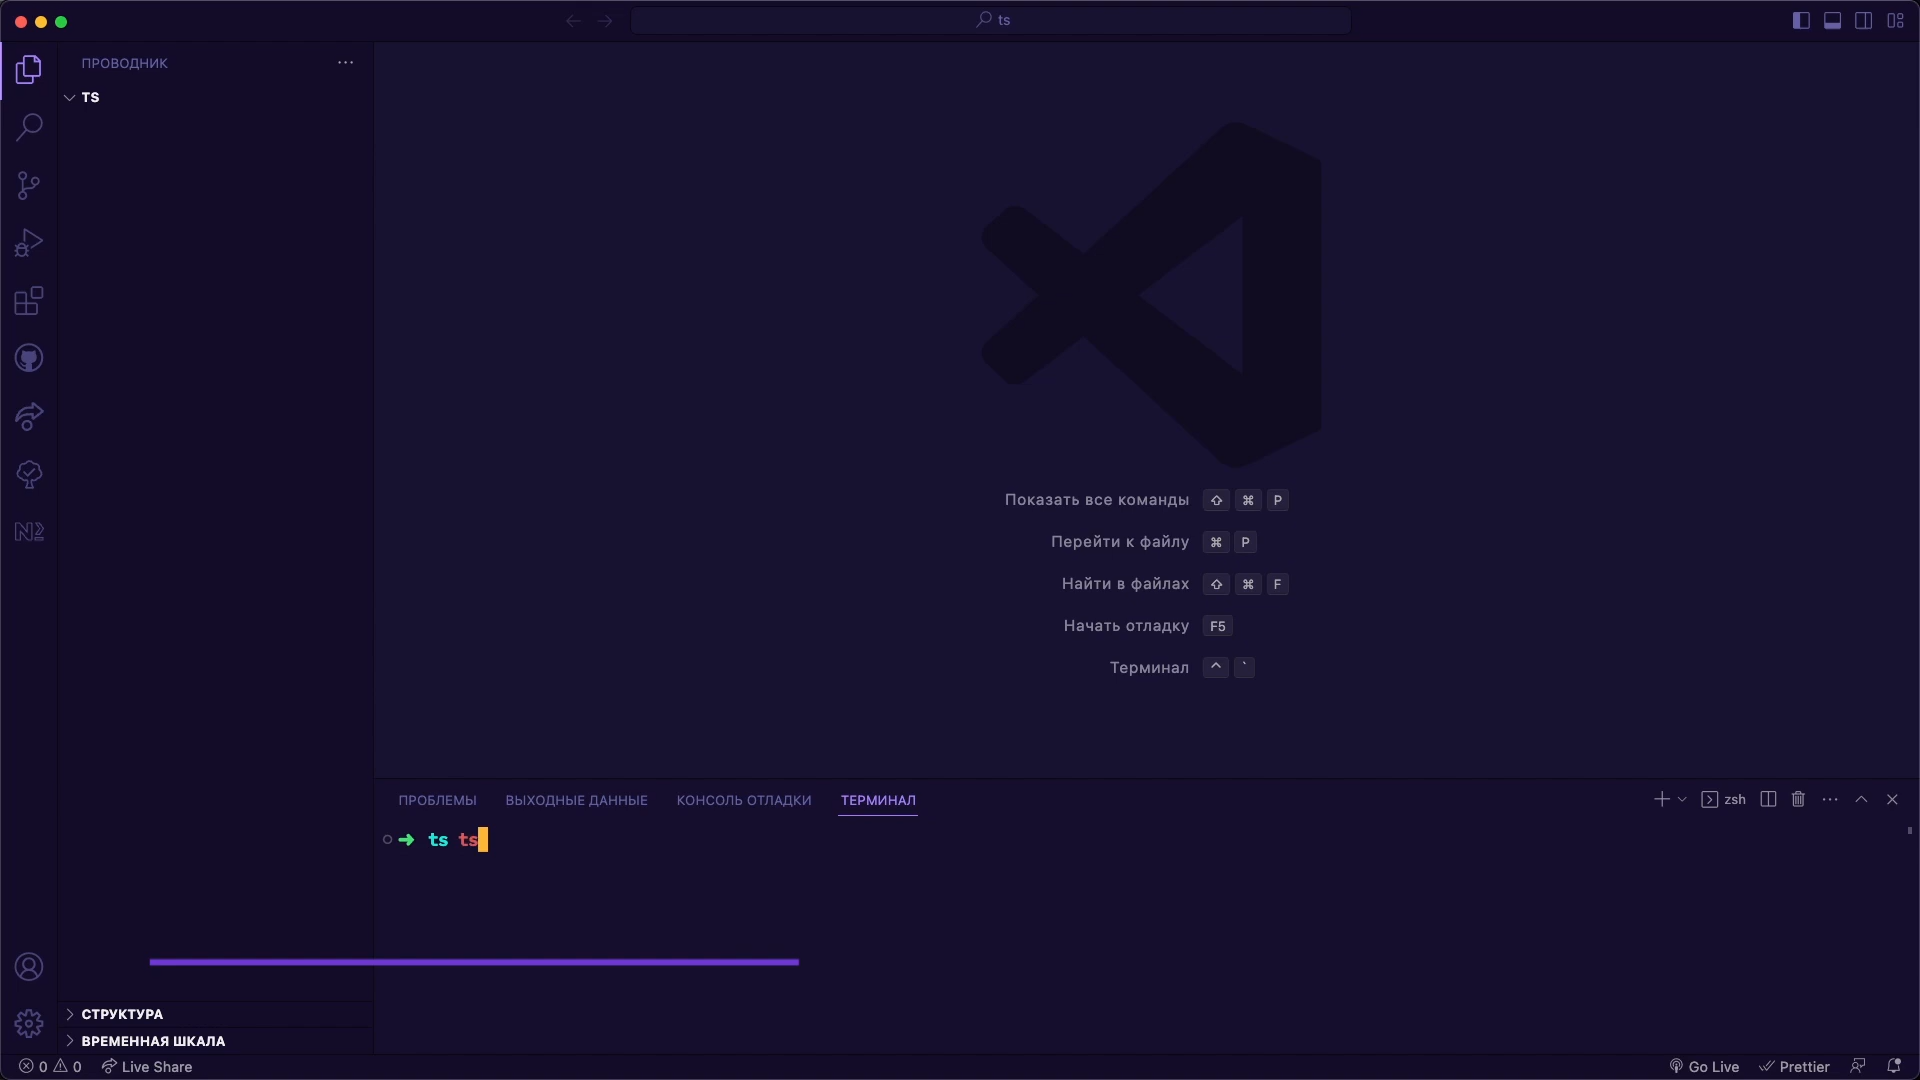 ts
ПРОВОДНИК
TS
Показать все команды ⇧ ⌘ P
Перейти к файлу ⌘ P
Найти в файлах ⇧ ⌘ F
Начать отладку F5
Терминал ^ `
ПРОБЛЕМЫ ВЫХОДНЫЕ ДАННЫЕ КОНСОЛЬ ОТЛАДКИ ТЕРМИНАЛ zsh
➜ ts ts
СТРУКТУРА
ВРЕМЕННАЯ ШКАЛА
0 0 Live Share Go Live Prettier